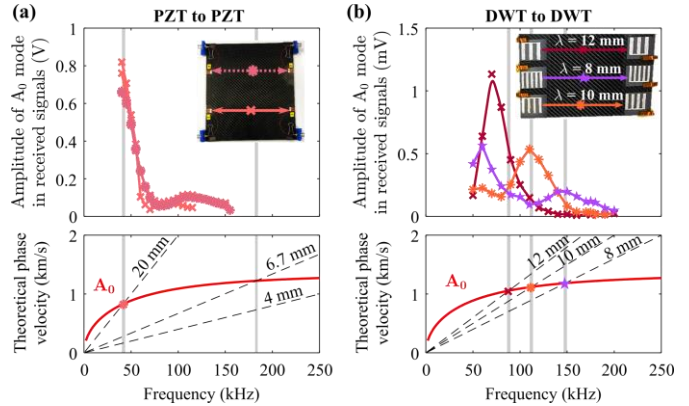 (a)
PZT to PZT
Amplitude of A₀ mode
in received signals (V)
1
0.8
0.6
0.4
0.2
0
Theoretical phase
velocity (km/s)
2
1
0
A₀
20 mm
6.7 mm
4 mm
0
50
100
150
200
250
Frequency (kHz)
(b)
DWT to DWT
Amplitude of A₀ mode
in received signals (mV)
1.5
1
0.5
0
λ = 12 mm
λ = 8 mm
λ = 10 mm
Theoretical phase
velocity (km/s)
2
1
0
A₀
12 mm
10 mm
8 mm
0
50
100
150
200
250
Frequency (kHz)